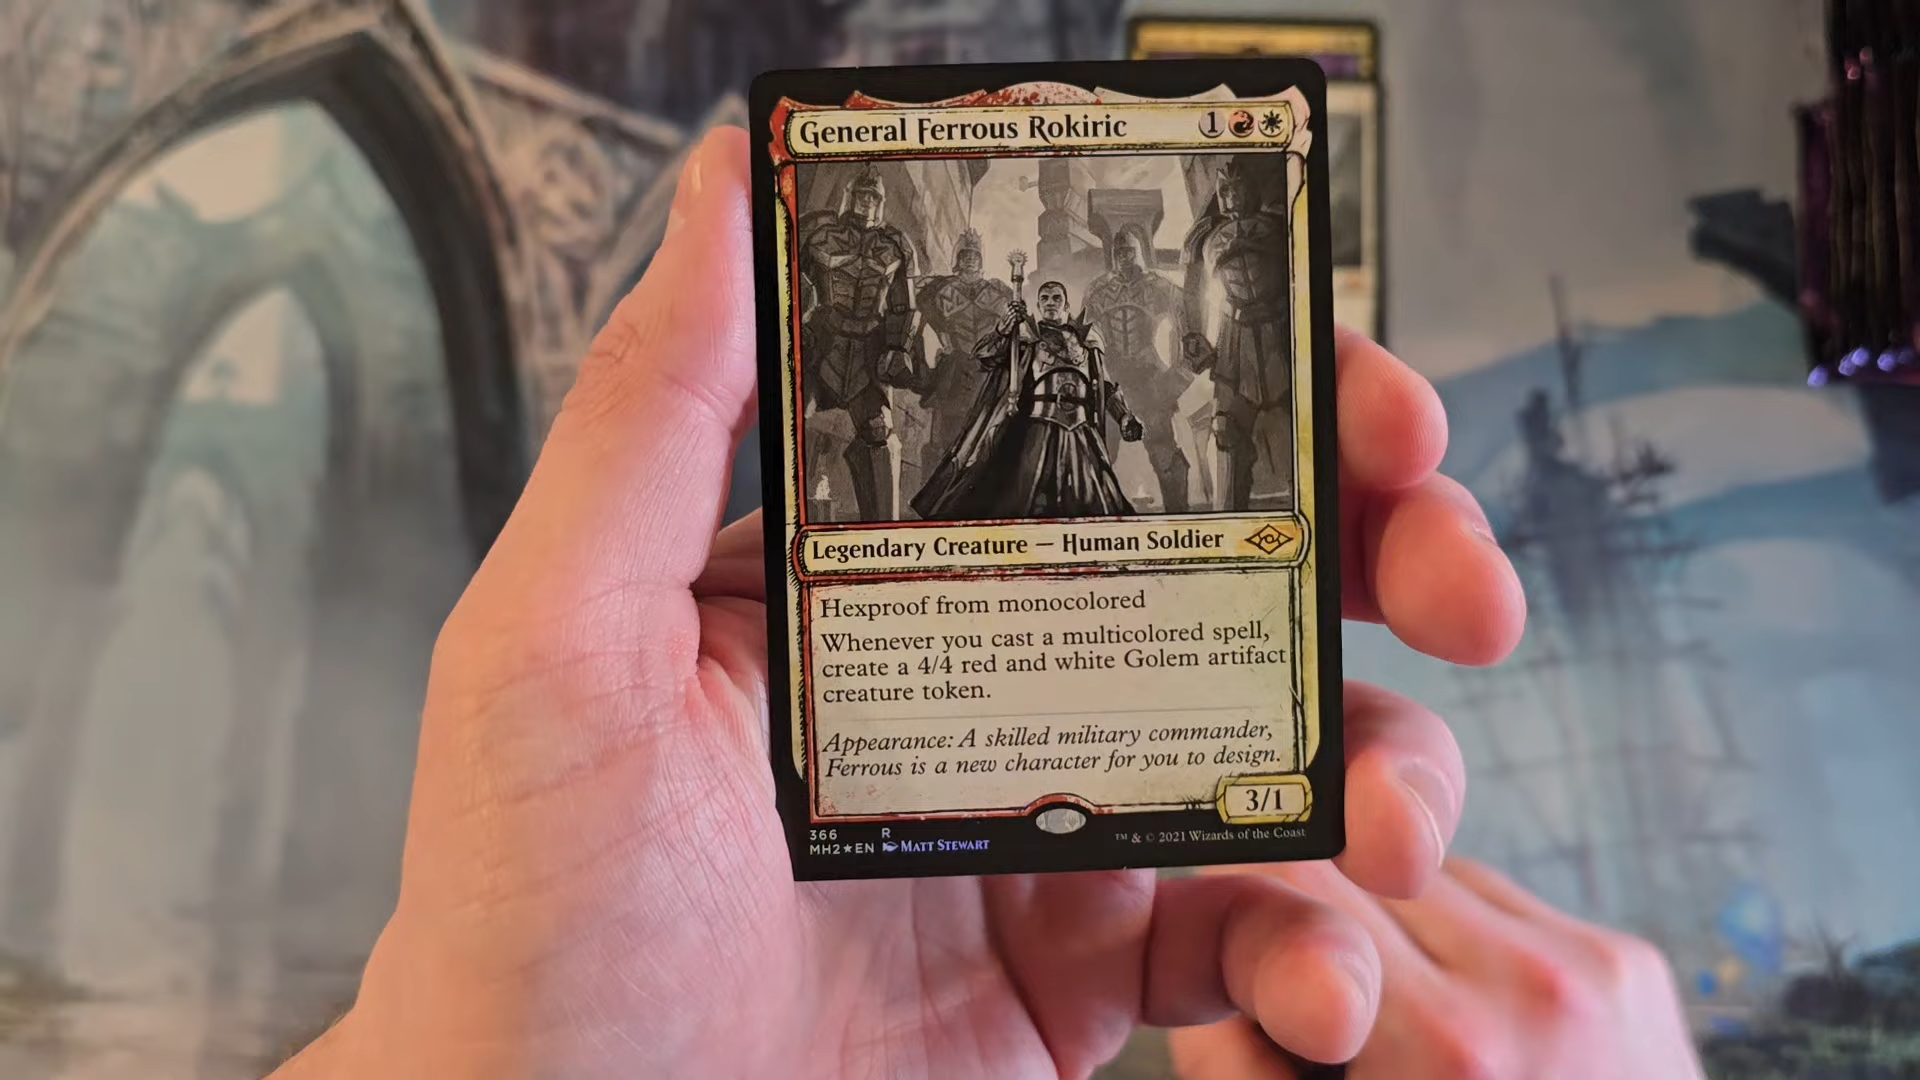 General Ferrous Rokiric 1
Legendary Creature — Human Soldier
Hexproof from monocolored
Whenever you cast a multicolored spell,
create a 4/4 red and white Golem artifact
creature token.
Appearance: A skilled military commander,
Ferrous is a new character for you to design.
3/1
366 R
MH2★EN Matt Stewart
™ & © 2021 Wizards of the Coast